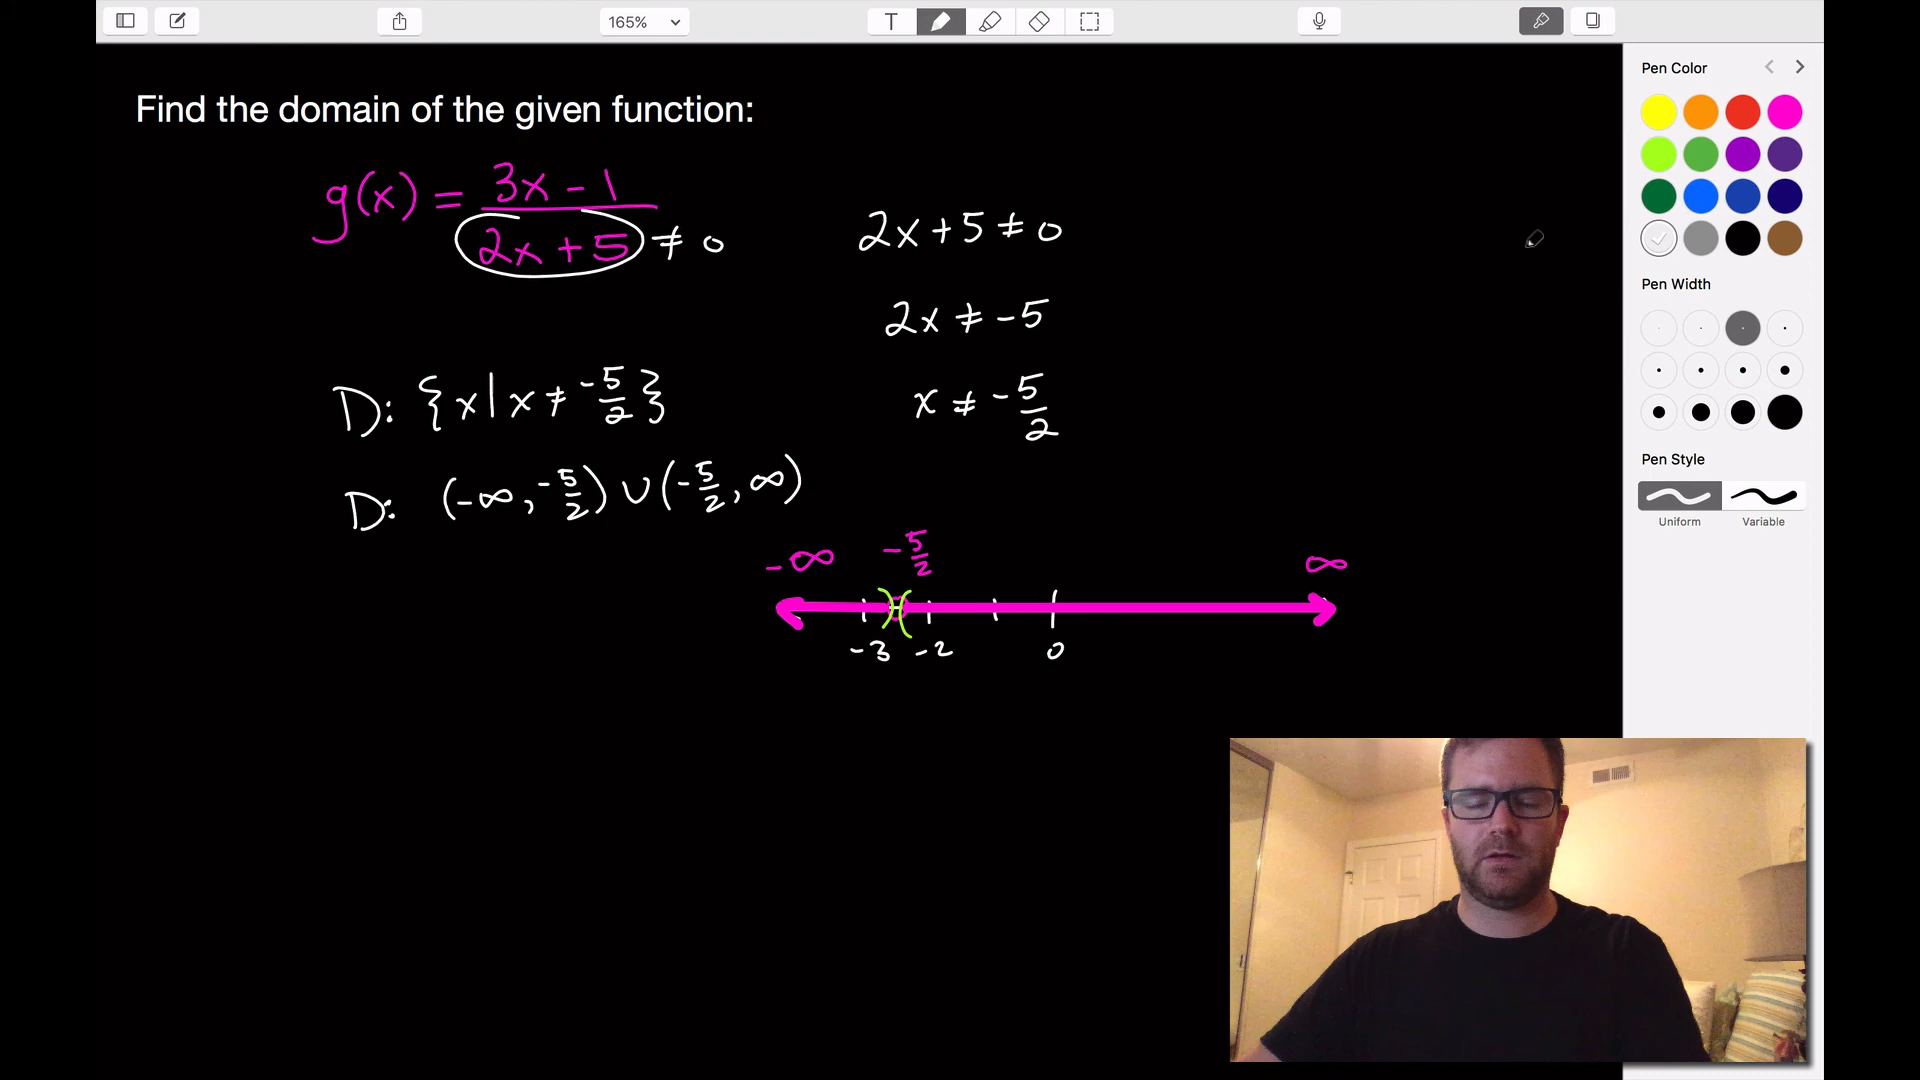 165%
T
Pen Color
Find the domain of the given function:
g(x) = 3x - 1
2x + 5 ≠ 0
2x + 5 ≠ 0
2x ≠ -5
x ≠ -5/2
D: {x | x ≠ -5/2}
D: (-∞, -5/2) ∪ (-5/2, ∞)
-∞ -5/2 ∞
-3 -2 0
Pen Width
Pen Style
Uniform Variable